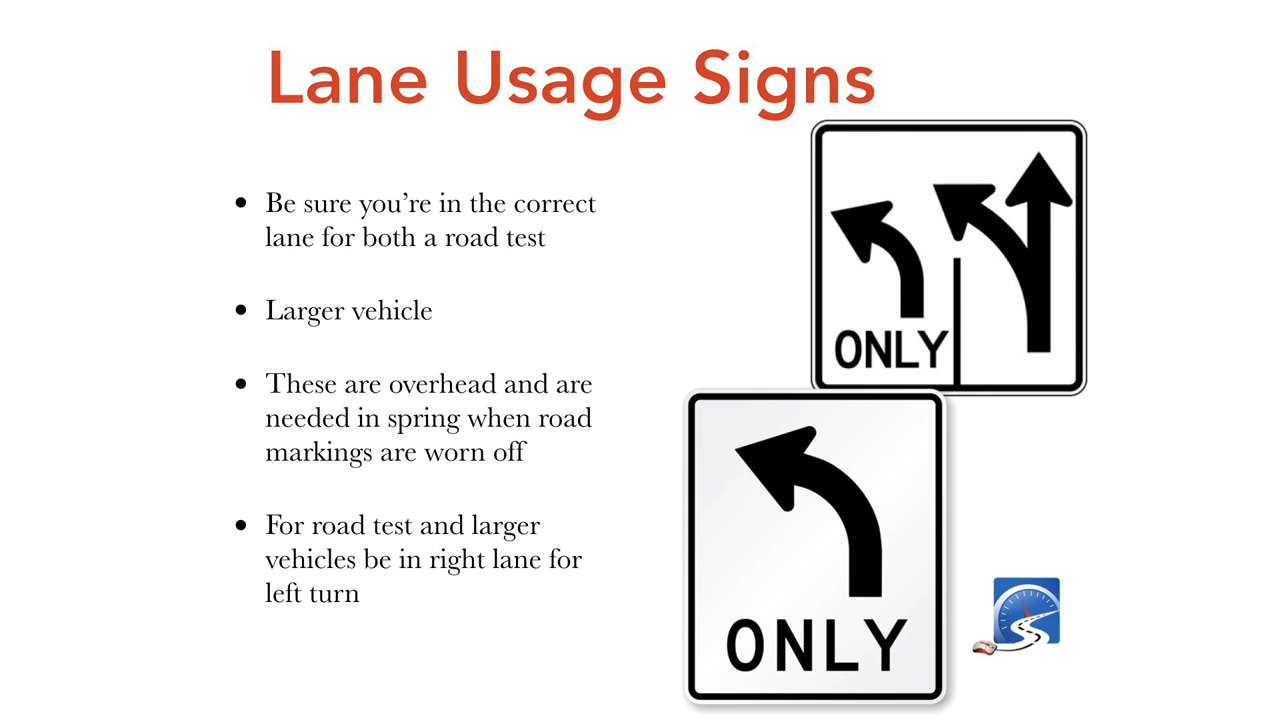 Lane Usage Signs
• Be sure you’re in the correct
lane for both a road test
• Larger vehicle
• These are overhead and are
needed in spring when road
markings are worn off
• For road test and larger
vehicles be in right lane for
left turn
ONLY
ONLY